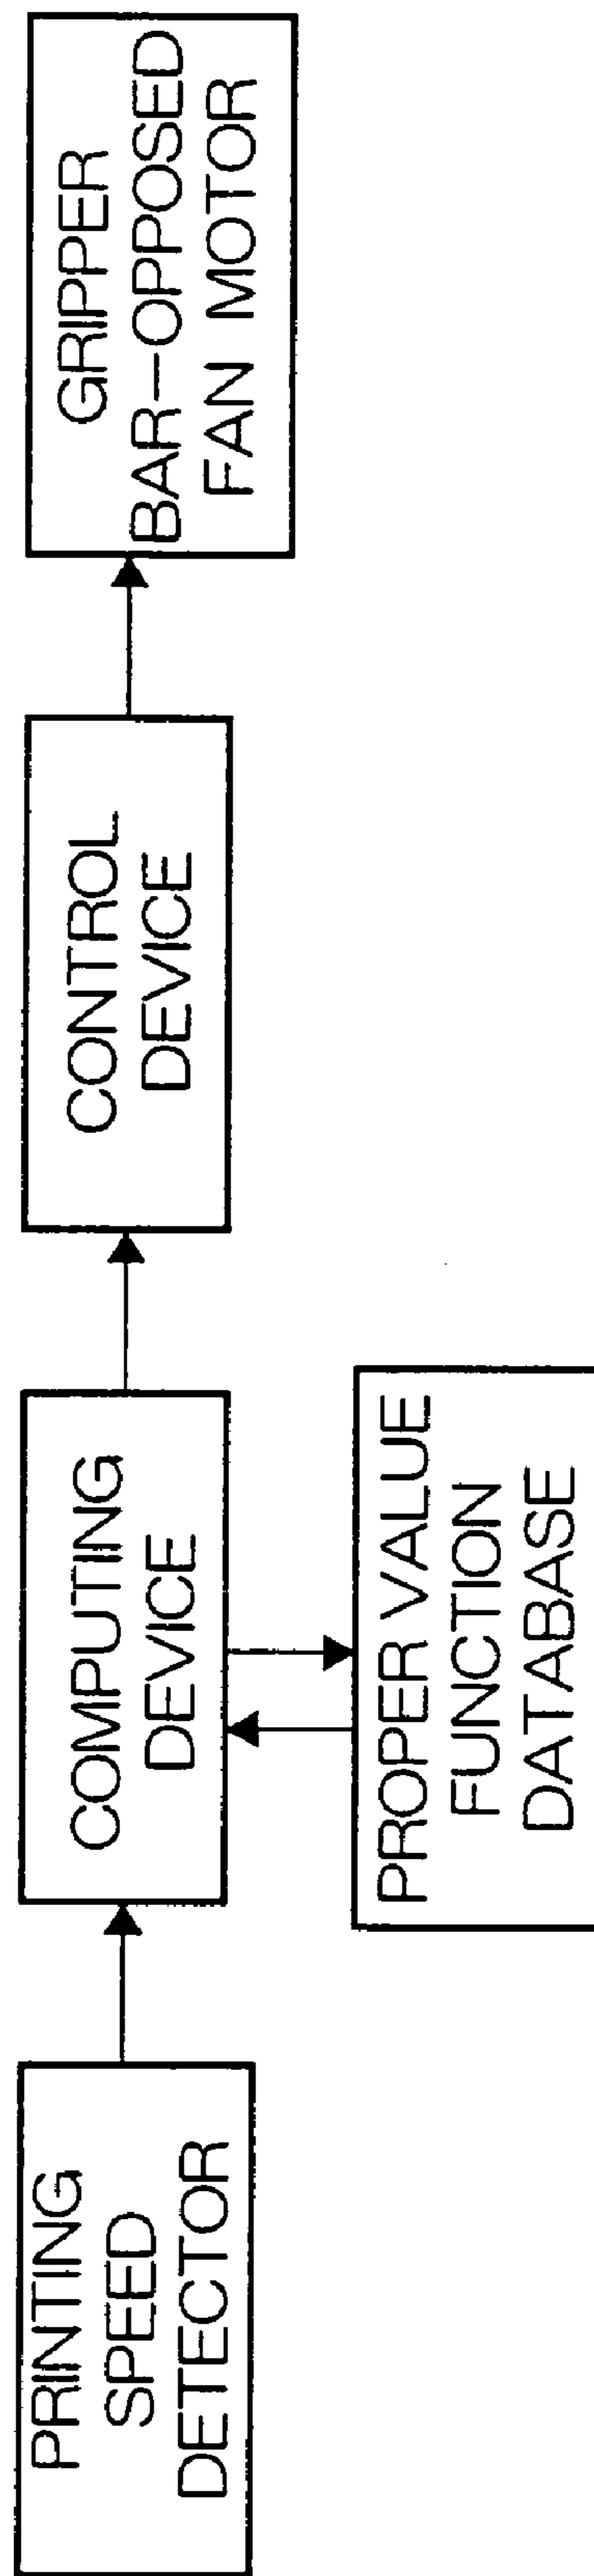 PRINTING
SPEED
DETECTOR
COMPUTING
DEVICE
PROPER VALUE
FUNCTION
DATABASE
CONTROL
DEVICE
GRIPPER
BAR-OPPOSED
FAN MOTOR